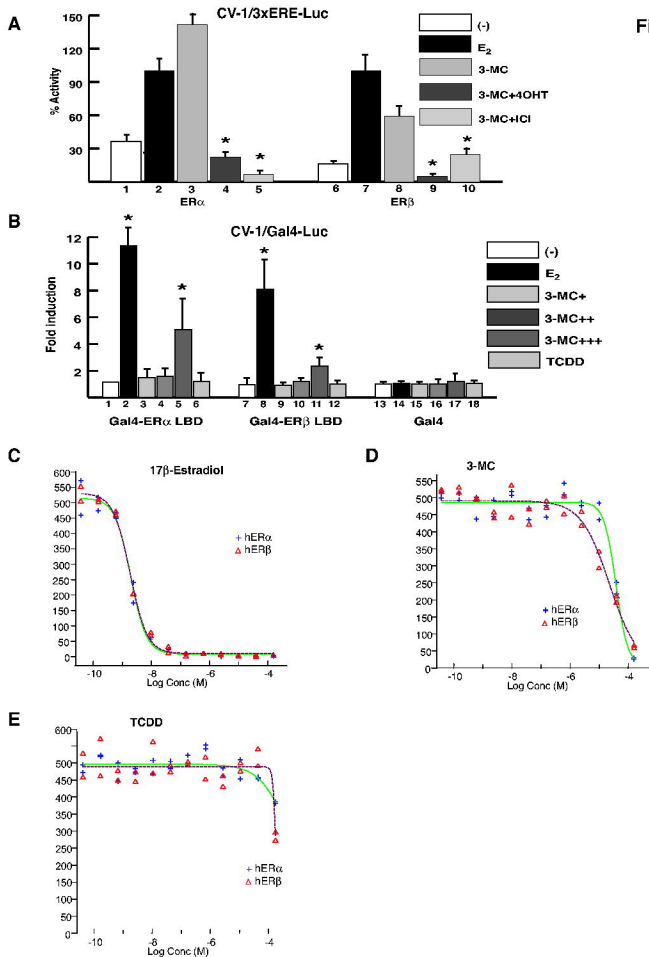 Fi
A
CV-1/3xERE-Luc
% Activity
150
120
90
60
30
(-)
E2
3-MC
3-MC+4OHT
3-MC+ICI
* * * *
1 2 3 4 5 6 7 8 9 10
ERα ERβ
B
CV-1/Gal4-Luc
Fold induction
12
10
8
6
4
2
0
(-)
E2
3-MC+
3-MC++
3-MC+++
TCDD
* * * *
1 2 3 4 5 6 7 8 9 10 11 12 13 14 15 16 17 18
Gal4-ERα LBD Gal4-ERβ LBD Gal4
C
17β-Estradiol
600
550
500
450
400
350
300
250
200
150
100
50
0
+ hERα
△ hERβ
-10 -8 -6 -4
Log Conc (M)
D
3-MC
600
550
500
450
400
350
300
250
200
150
100
50
0
+ hERα
△ hERβ
-10 -8 -6 -4
Log Conc (M)
E
TCDD
600
550
500
450
400
350
300
250
200
150
100
50
0
+ hERα
△ hERβ
-10 -8 -6 -4
Log Conc (M)